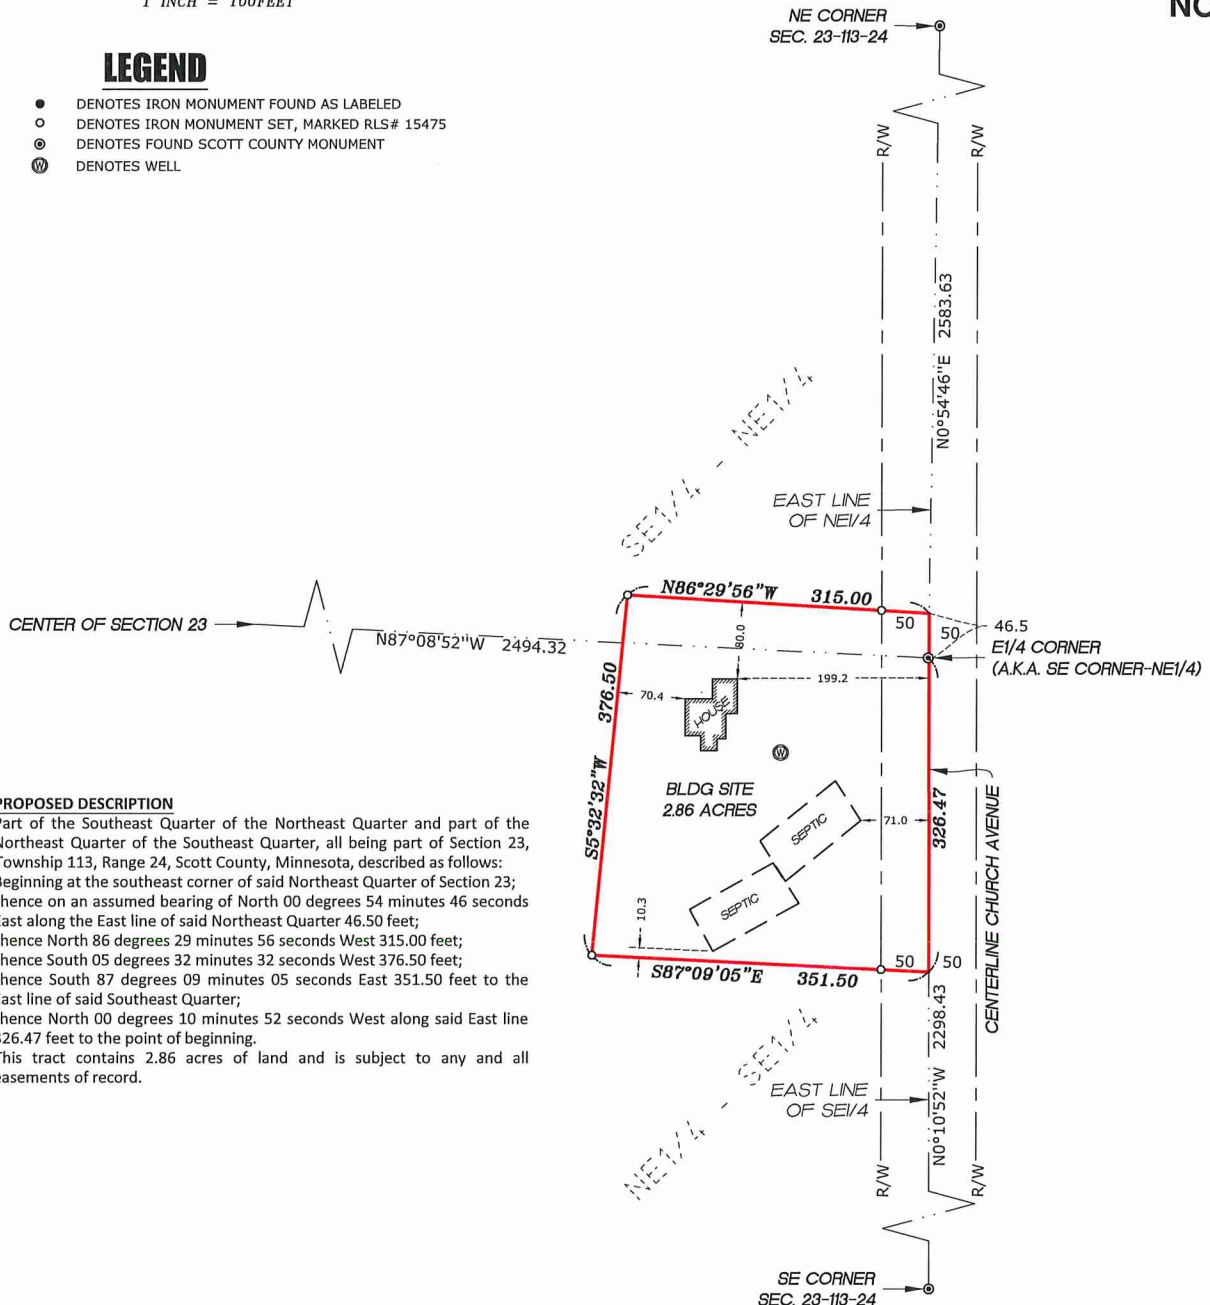 1 INCH = 100FEET
NO
LEGEND
DENOTES IRON MONUMENT FOUND AS LABELED
DENOTES IRON MONUMENT SET, MARKED RLS# 15475
DENOTES FOUND SCOTT COUNTY MONUMENT
W DENOTES WELL
NE CORNER
SEC. 23-113-24
R/W
R/W
N0°54'46"E 2583.63
SE1/4 - NE1/4
EAST LINE
OF NE1/4
N86°29'56"W 315.00
50
50
46.5
E1/4 CORNER
(A.K.A. SE CORNER-NE1/4)
CENTER OF SECTION 23
N87°08'52"W 2494.32
80.0
199.2
70.4
HOUSE
W
376.50
S5°32'32"W
BLDG SITE
2.86 ACRES
SEPTIC
71.0
326.47
CENTERLINE CHURCH AVENUE
SEPTIC
10.3
50
50
S87°09'05"E 351.50
PROPOSED DESCRIPTION
Part of the Southeast Quarter of the Northeast Quarter and part of the
Northeast Quarter of the Southeast Quarter, all being part of Section 23,
Township 113, Range 24, Scott County, Minnesota, described as follows:
Beginning at the southeast corner of said Northeast Quarter of Section 23;
thence on an assumed bearing of North 00 degrees 54 minutes 46 seconds
East along the East line of said Northeast Quarter 46.50 feet;
thence North 86 degrees 29 minutes 56 seconds West 315.00 feet;
thence South 05 degrees 32 minutes 32 seconds West 376.50 feet;
thence South 87 degrees 09 minutes 05 seconds East 351.50 feet to the
East line of said Southeast Quarter;
thence North 00 degrees 10 minutes 52 seconds West along said East line
326.47 feet to the point of beginning.
This tract contains 2.86 acres of land and is subject to any and all
easements of record.
NE1/4 - SE1/4
EAST LINE
OF SE1/4
N0°10'52"W 2298.43
R/W
R/W
SE CORNER
SEC. 23-113-24